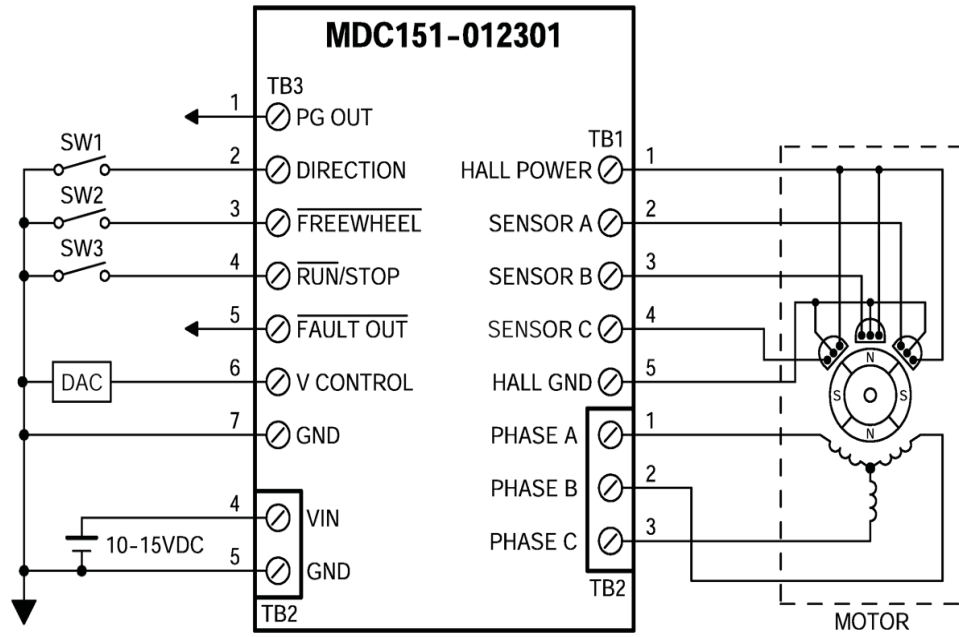 MDC151-012301
TB3
1 PG OUT
SW1
2 DIRECTION
SW2
3 FREEWHEEL
SW3
4 RUN/STOP
5 FAULT OUT
DAC
6 V CONTROL
7 GND
4 VIN
10-15VDC
5 GND
TB2
TB1
HALL POWER 1
SENSOR A 2
SENSOR B 3
SENSOR C 4
HALL GND 5
PHASE A 1
PHASE B 2
PHASE C 3
TB2
N
S S
N
MOTOR